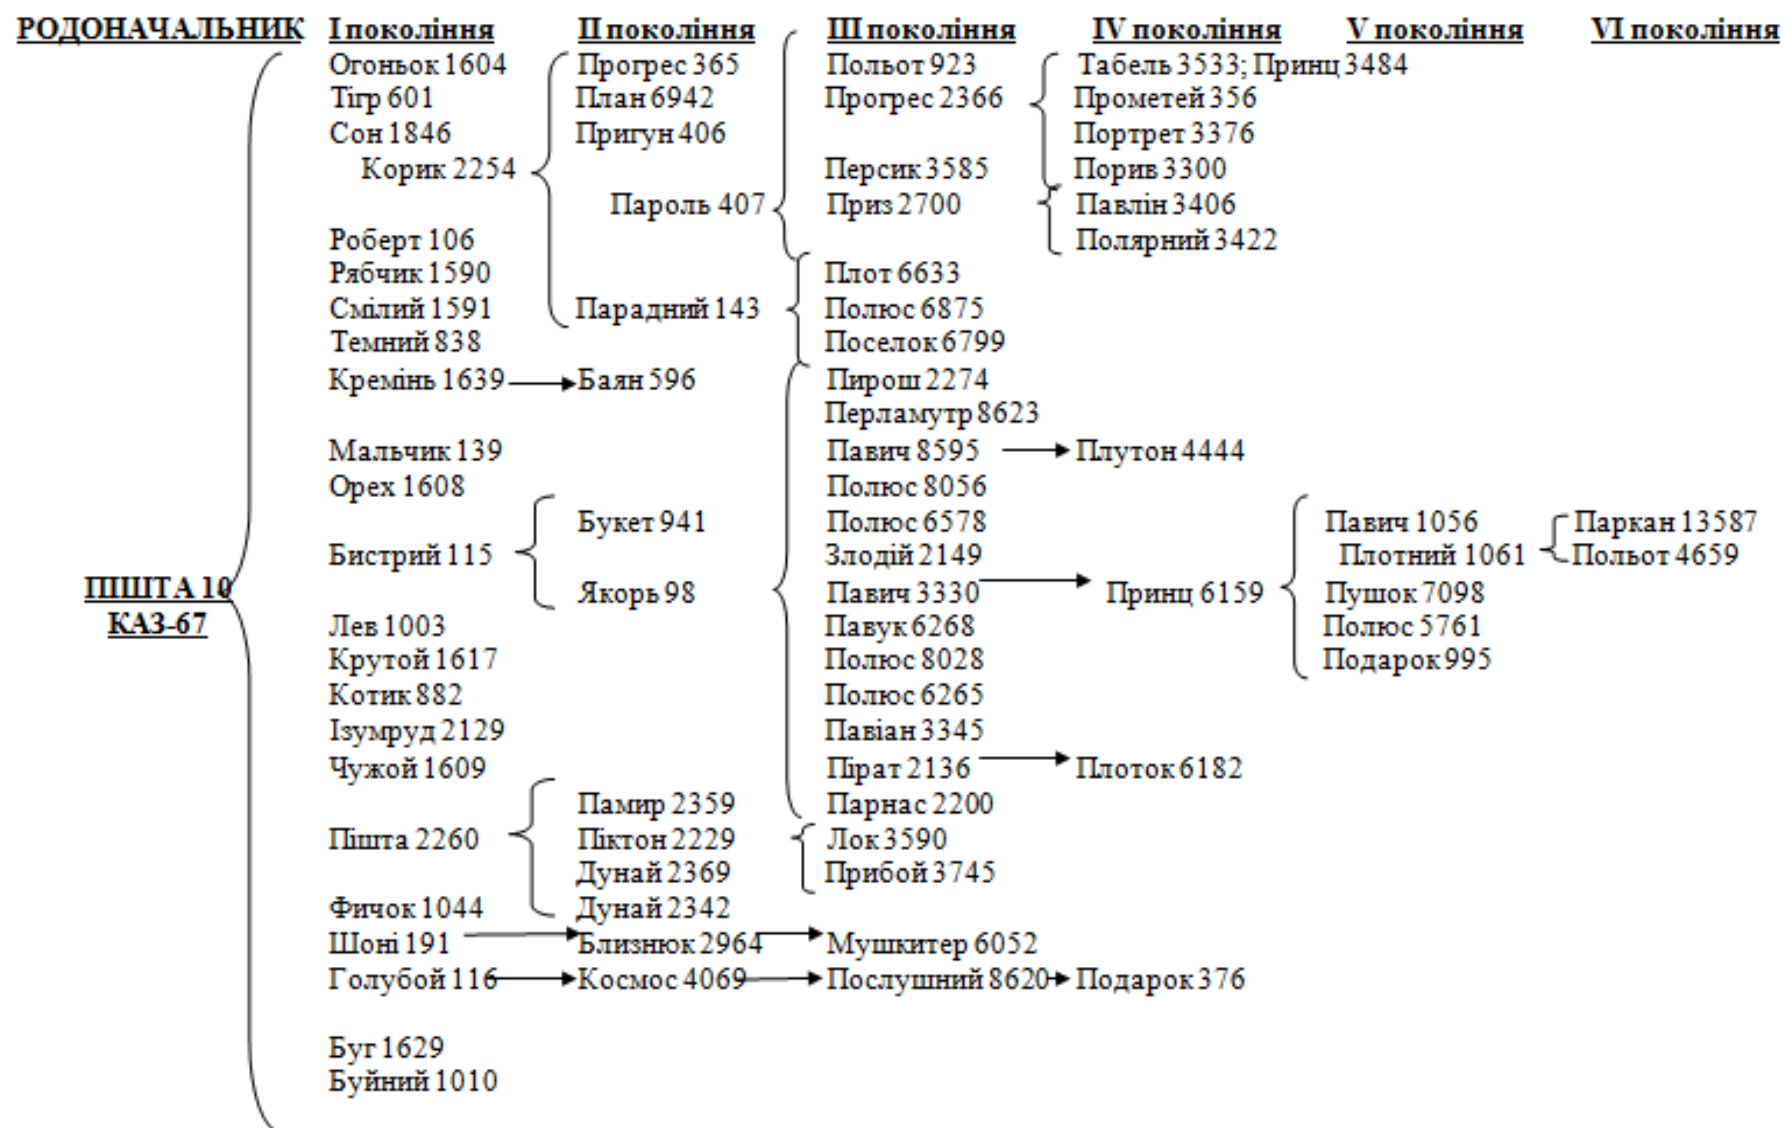 РОДОНАЧАЛЬНИК І покоління ІІ покоління ІІІ покоління IV покоління V покоління VI покоління
Огоньок 1604 Прогрес 365 Польот 923 Табель 3533; Принц 3484
Тігр 601 План 6942 Прогрес 2366 Прометей 356
Сон 1846 Пригун 406 Портрет 3376
Корик 2254 Персик 3585 Порив 3300
Пароль 407 Приз 2700 Павлін 3406
Роберт 106 Полярний 3422
Рябчик 1590 Плот 6633
Смілий 1591 Парадний 143 Полюс 6875
Темний 838 Поселок 6799
Кремінь 1639 Баян 596 Пирош 2274
Перламутр 8623
Мальчик 139 Павич 8595 Плутон 4444
Орех 1608 Полюс 8056
Букет 941 Полюс 6578 Павич 1056 Паркан 13587
Бистрий 115 Злодій 2149 Плотний 1061 Польот 4659
ПІШТА 10 Якорь 98 Павич 3330 Принц 6159 Пушок 7098
КАЗ-67 Лев 1003 Павук 6268 Полюс 5761
Крутой 1617 Полюс 8028 Подарок 995
Котик 882 Полюс 6265
Ізумруд 2129 Павіан 3345
Чужой 1609 Пірат 2136 Плоток 6182
Памир 2359 Парнас 2200
Пішта 2260 Піктон 2229 Лок 3590
Дунай 2369 Прибой 3745
Фичок 1044 Дунай 2342
Шоні 191 Близнюк 2964 Мушкитер 6052
Голубой 116 Космос 4069 Послушний 8620 Подарок 376
Буг 1629
Буйний 1010